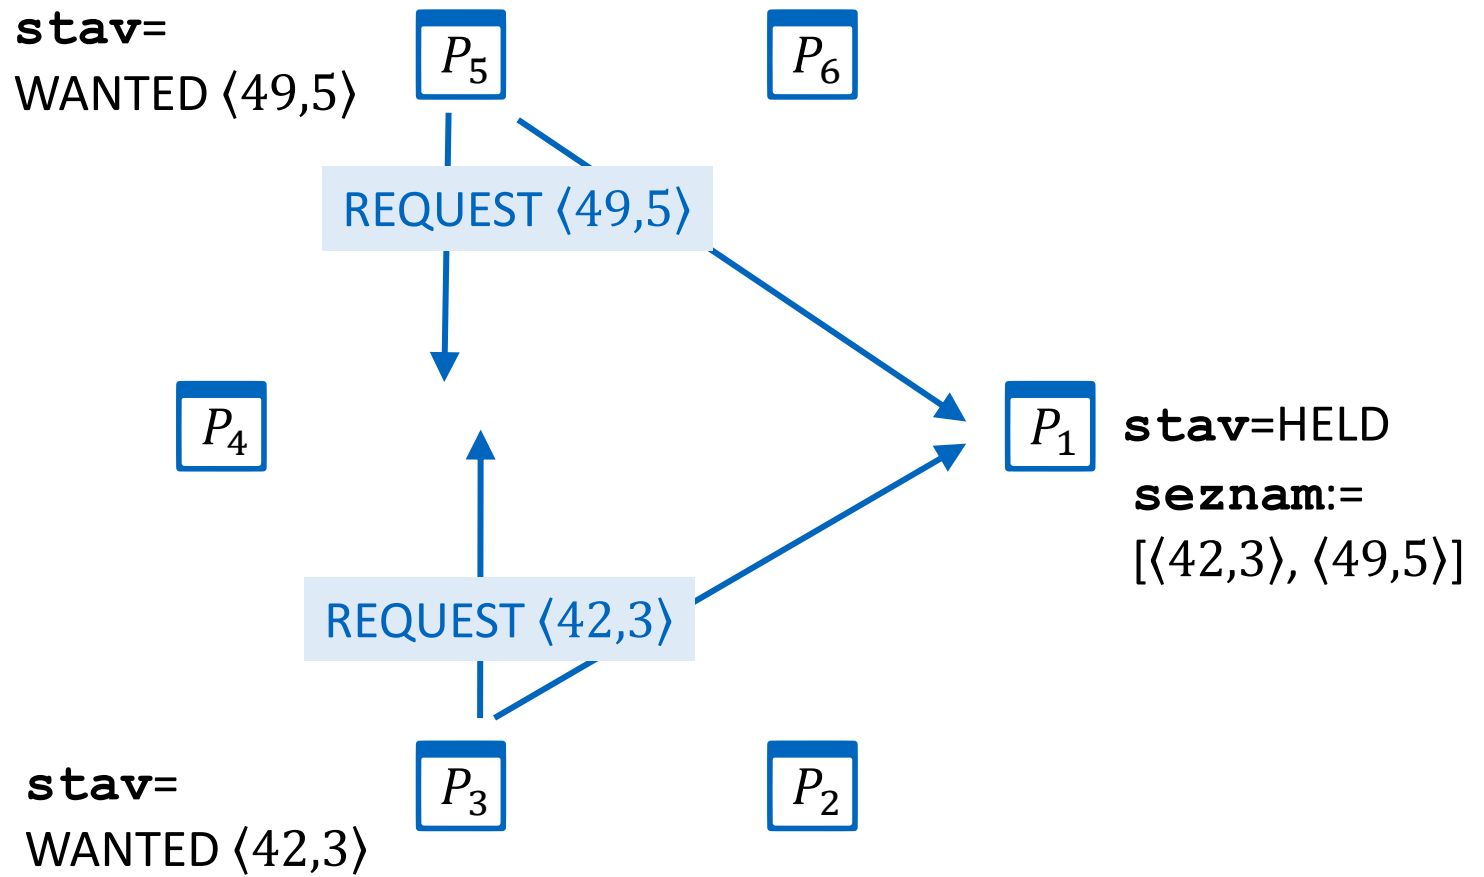 stav=
WANTED ⟨49,5⟩
P₅
P₆
REQUEST ⟨49,5⟩
P₄
P₁
stav=HELD
seznam:=
[⟨42,3⟩, ⟨49,5⟩]
REQUEST ⟨42,3⟩
stav=
WANTED ⟨42,3⟩
P₃
P₂